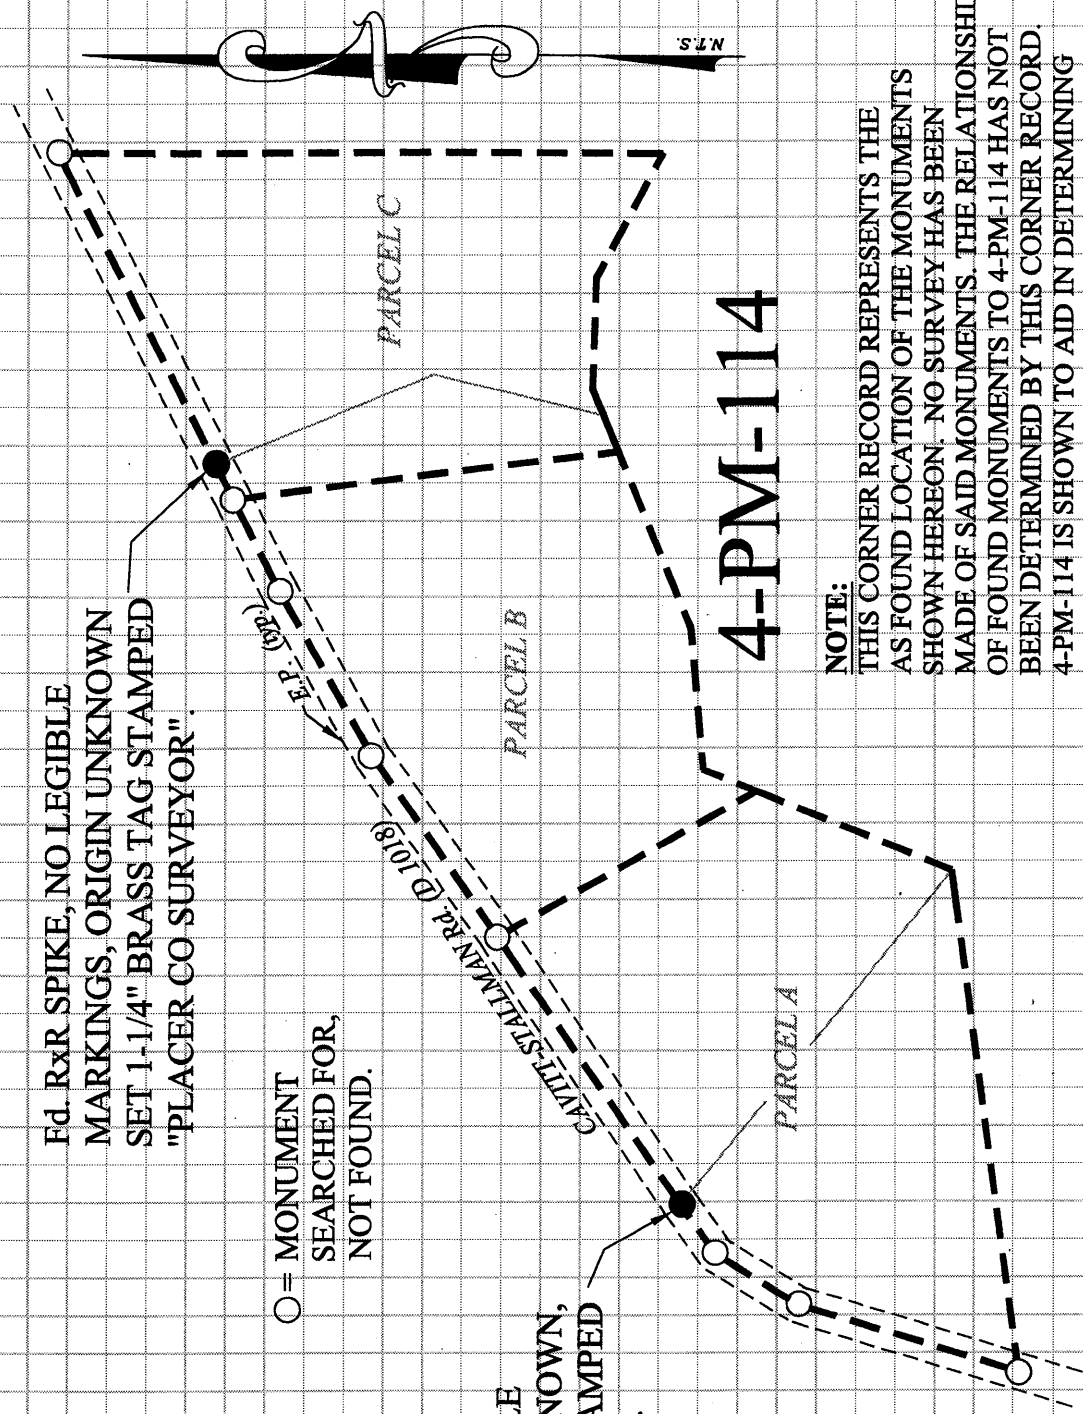 Fd. RxR SPIKE, NO LEGIBLE
MARKINGS, ORIGIN UNKNOWN
SET 1-1/4" BRASS TAG STAMPED
"PLACER CO SURVEYOR".
= MONUMENT
SEARCHED FOR,
NOT FOUND.
E.P. (typ.)
CAVITT-STALLMAN Rd. (D 1018)
PARCEL C
PARCEL B
PARCEL A
4-PM-114
N.T.S.
NOTE:
THIS CORNER RECORD REPRESENTS THE
AS FOUND LOCATION OF THE MONUMENTS
SHOWN HEREON. NO SURVEY HAS BEEN
MADE OF SAID MONUMENTS. THE RELATIONSHI
OF FOUND MONUMENTS TO 4-PM-114 HAS NOT
BEEN DETERMINED BY THIS CORNER RECORD.
4-PM-114 IS SHOWN TO AID IN DETERMINING
LE
NOWN,
AMPED